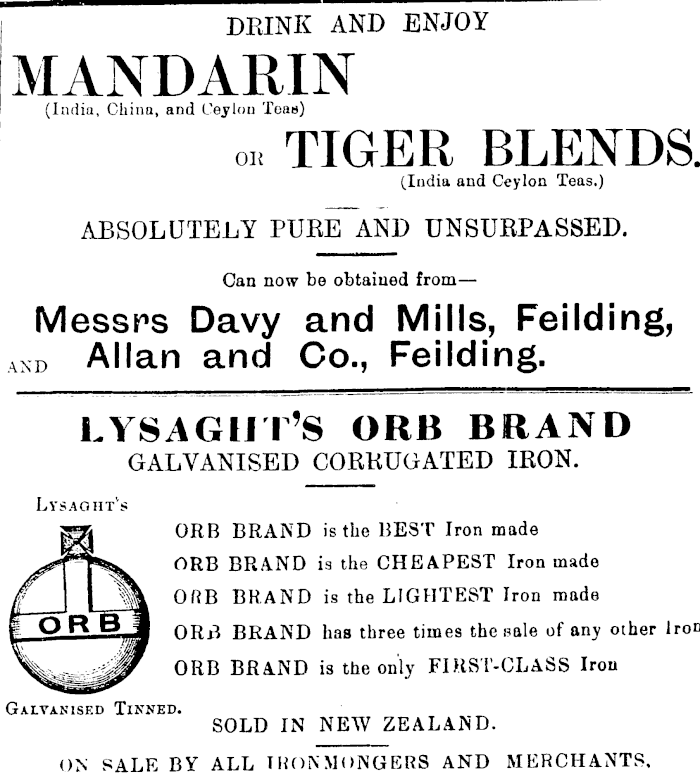 DRINK AND ENJOY
MANDARIN
(India, China, and Ceylon Teas)
OR TIGER BLENDS.
(India and Ceylon Teas.)
ABSOLUTELY PURE AND UNSURPASSED.
Can now be obtained from—
Messrs Davy and Mills, Feilding,
AND Allan and Co., Feilding.
LYSAGHT'S ORB BRAND
GALVANISED CORRUGATED IRON.
LYSAGHT'S
ORB
GALVANISED TINNED.
ORB BRAND is the BEST Iron made
ORB BRAND is the CHEAPEST Iron made
ORB BRAND is the LIGHTEST Iron made
ORB BRAND has three times the sale of any other Iron
ORB BRAND is the only FIRST-CLASS Iron
SOLD IN NEW ZEALAND.
ON SALE BY ALL IRONMONGERS AND MERCHANTS.